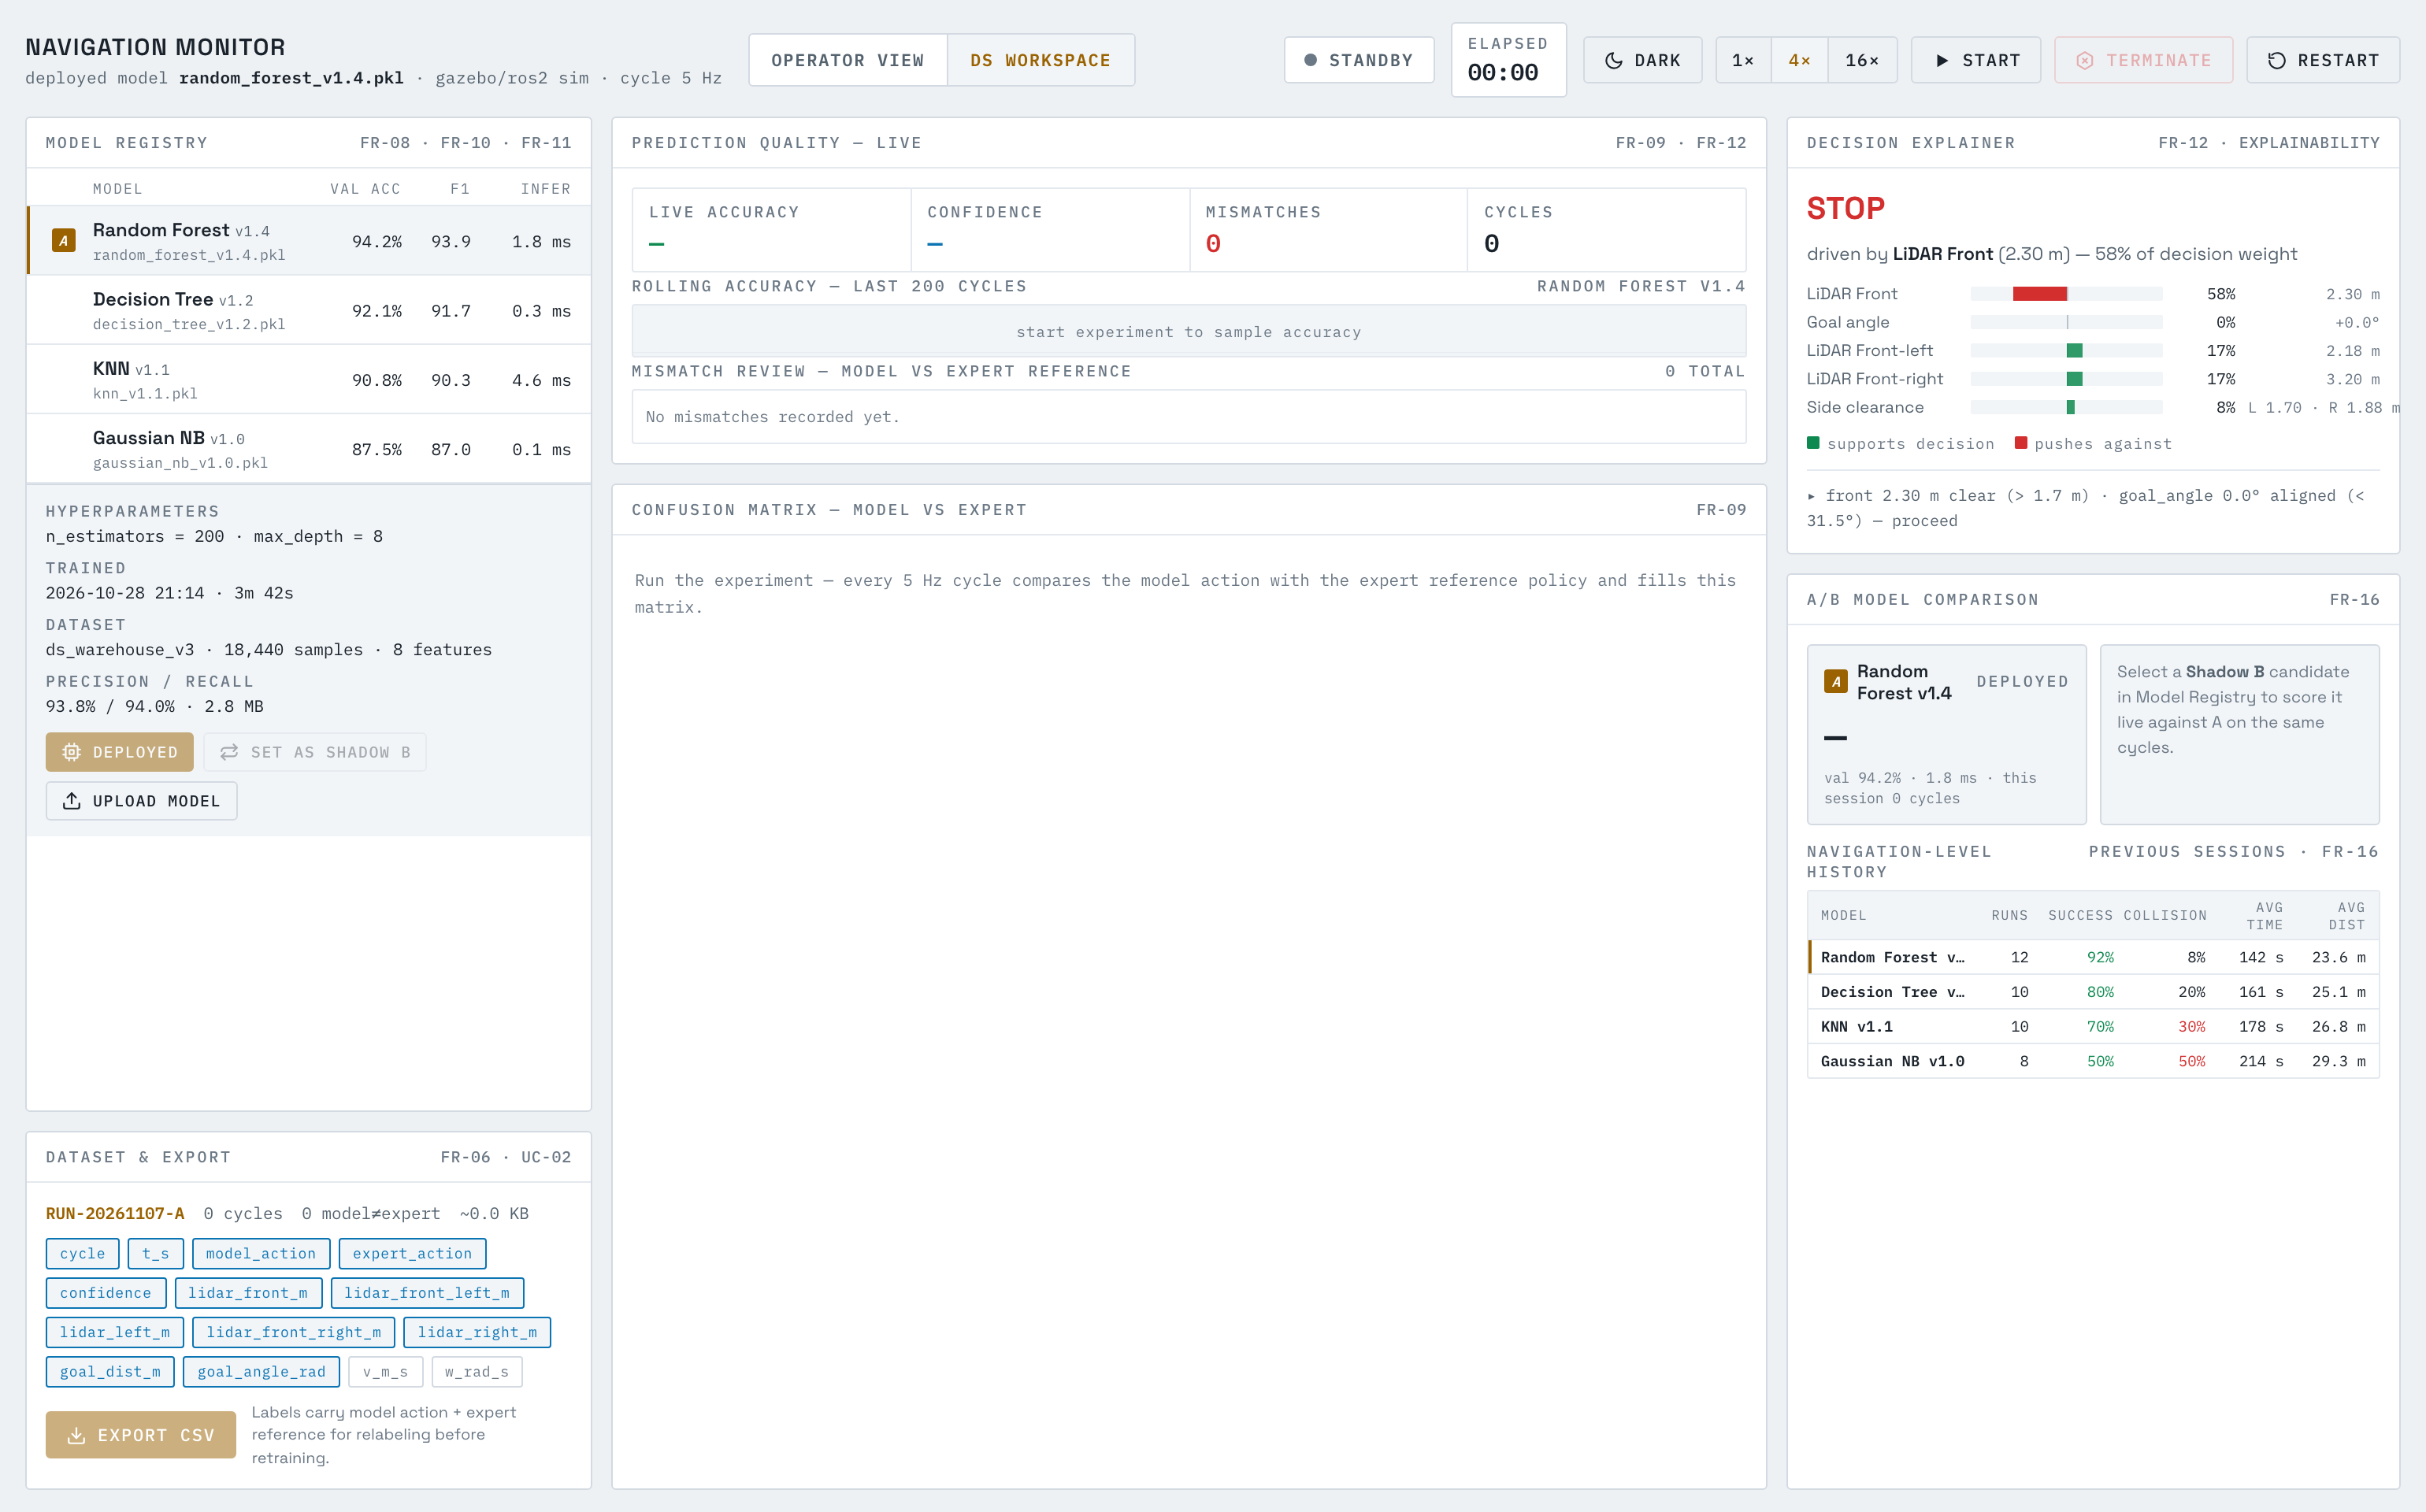 NAVIGATION MONITOR
deployed model random_forest_v1.4.pkl · gazebo/ros2 sim · cycle 5 Hz
OPERATOR VIEW
DS WORKSPACE
STANDBY
ELAPSED
00:00
DARK
1×
4×
16×
START
TERMINATE
RESTART
MODEL REGISTRY
FR-08 · FR-10 · FR-11
MODEL VAL ACC F1 INFER
A
Random Forest v1.4
random_forest_v1.4.pkl
94.2% 93.9 1.8 ms
Decision Tree v1.2
decision_tree_v1.2.pkl
92.1% 91.7 0.3 ms
KNN v1.1
knn_v1.1.pkl
90.8% 90.3 4.6 ms
Gaussian NB v1.0
gaussian_nb_v1.0.pkl
87.5% 87.0 0.1 ms
HYPERPARAMETERS
n_estimators = 200 · max_depth = 8
TRAINED
2026-10-28 21:14 · 3m 42s
DATASET
ds_warehouse_v3 · 18,440 samples · 8 features
PRECISION / RECALL
93.8% / 94.0% · 2.8 MB
DEPLOYED
SET AS SHADOW B
UPLOAD MODEL
DATASET & EXPORT
FR-06 · UC-02
RUN-20261107-A 0 cycles 0 model≠expert ~0.0 KB
cycle t_s model_action expert_action
confidence lidar_front_m lidar_front_left_m
lidar_left_m lidar_front_right_m lidar_right_m
goal_dist_m goal_angle_rad v_m_s w_rad_s
EXPORT CSV
Labels carry model action + expert
reference for relabeling before
retraining.
PREDICTION QUALITY — LIVE
FR-09 · FR-12
LIVE ACCURACY
—
CONFIDENCE
—
MISMATCHES
0
CYCLES
0
ROLLING ACCURACY — LAST 200 CYCLES
RANDOM FOREST V1.4
start experiment to sample accuracy
MISMATCH REVIEW — MODEL VS EXPERT REFERENCE
0 TOTAL
No mismatches recorded yet.
CONFUSION MATRIX — MODEL VS EXPERT
FR-09
Run the experiment — every 5 Hz cycle compares the model action with the expert reference policy and fills this
matrix.
DECISION EXPLAINER
FR-12 · EXPLAINABILITY
STOP
driven by LiDAR Front (2.30 m) — 58% of decision weight
LiDAR Front 58% 2.30 m
Goal angle 0% +0.0°
LiDAR Front-left 17% 2.18 m
LiDAR Front-right 17% 3.20 m
Side clearance 8% L 1.70 · R 1.88 m
supports decision pushes against
▸ front 2.30 m clear (> 1.7 m) · goal_angle 0.0° aligned (<
31.5°) — proceed
A/B MODEL COMPARISON
FR-16
A
Random
Forest v1.4
DEPLOYED
—
val 94.2% · 1.8 ms · this
session 0 cycles
Select a Shadow B candidate
in Model Registry to score it
live against A on the same
cycles.
NAVIGATION-LEVEL
HISTORY
PREVIOUS SESSIONS · FR-16
MODEL RUNS SUCCESS COLLISION AVG TIME AVG DIST
Random Forest v… 12 92% 8% 142 s 23.6 m
Decision Tree v… 10 80% 20% 161 s 25.1 m
KNN v1.1 10 70% 30% 178 s 26.8 m
Gaussian NB v1.0 8 50% 50% 214 s 29.3 m